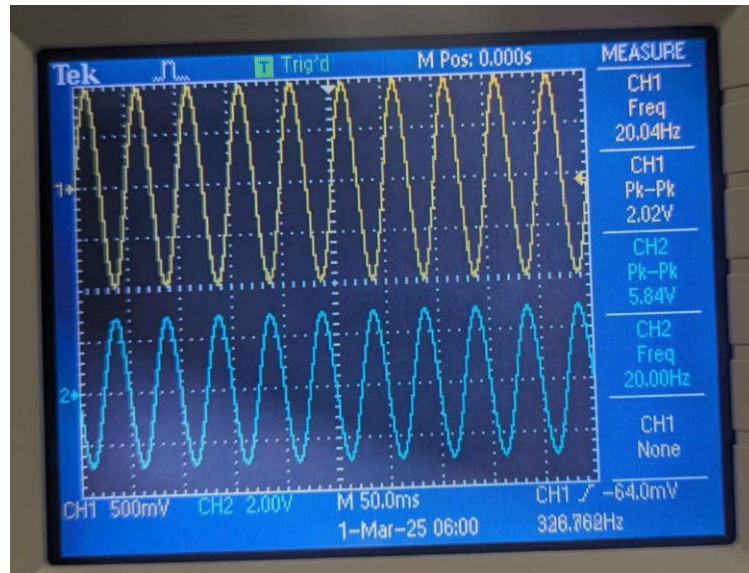 Tek T Trig'd M Pos: 0.000s MEASURE
CH1
Freq
20.04Hz
CH1
Pk-Pk
2.02V
CH2
Pk-Pk
5.84V
CH2
Freq
20.00Hz
CH1
None
1
2
CH1 500mV CH2 2.00V M 50.0ms CH1 -64.0mV
1-Mar-25 06:00